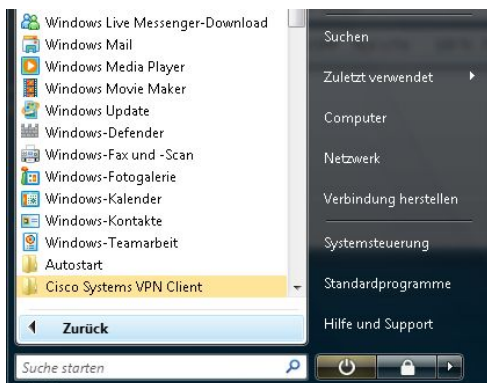 Windows Live Messenger-Download
Windows Mail
Windows Media Player
Windows Movie Maker
Windows Update
Windows-Defender
Windows-Fax und -Scan
Windows-Fotogalerie
Windows-Kalender
Windows-Kontakte
Windows-Teamarbeit
Autostart
Cisco Systems VPN Client
Zurück
Suche starten
Suchen
Zuletzt verwendet
Computer
Netzwerk
Verbindung herstellen
Systemsteuerung
Standardprogramme
Hilfe und Support